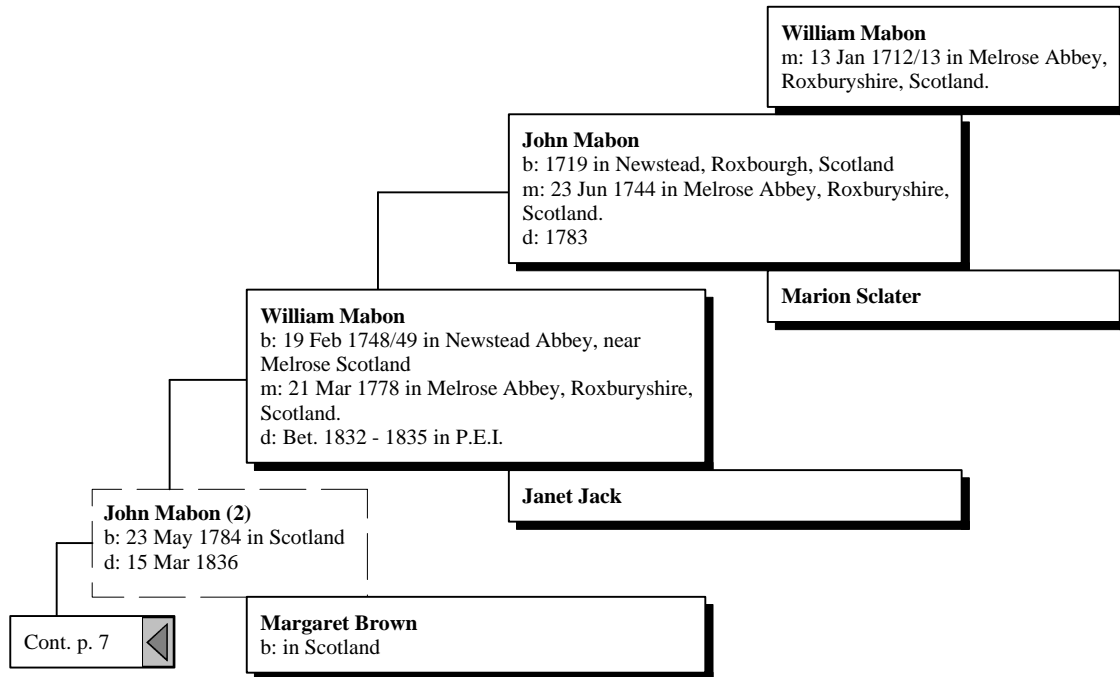 William Mabon
m: 13 Jan 1712/13 in Melrose Abbey,
Roxburyshire, Scotland.
John Mabon
b: 1719 in Newstead, Roxbourgh, Scotland
m: 23 Jun 1744 in Melrose Abbey, Roxburyshire,
Scotland.
d: 1783
Marion Sclater
William Mabon
b: 19 Feb 1748/49 in Newstead Abbey, near
Melrose Scotland
m: 21 Mar 1778 in Melrose Abbey, Roxburyshire,
Scotland.
d: Bet. 1832 - 1835 in P.E.I.
Janet Jack
John Mabon (2)
b: 23 May 1784 in Scotland
d: 15 Mar 1836
Margaret Brown
b: in Scotland
Cont. p. 7